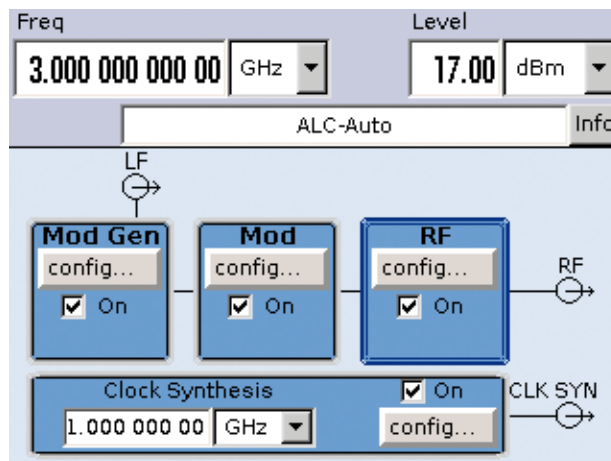 Freq Level
3.000 000 000 00 GHz 17.00 dBm
ALC-Auto Info
LF
Mod Gen Mod RF
config... config... config... RF
On On On
Clock Synthesis On CLK SYN
1.000 000 00 GHz config...